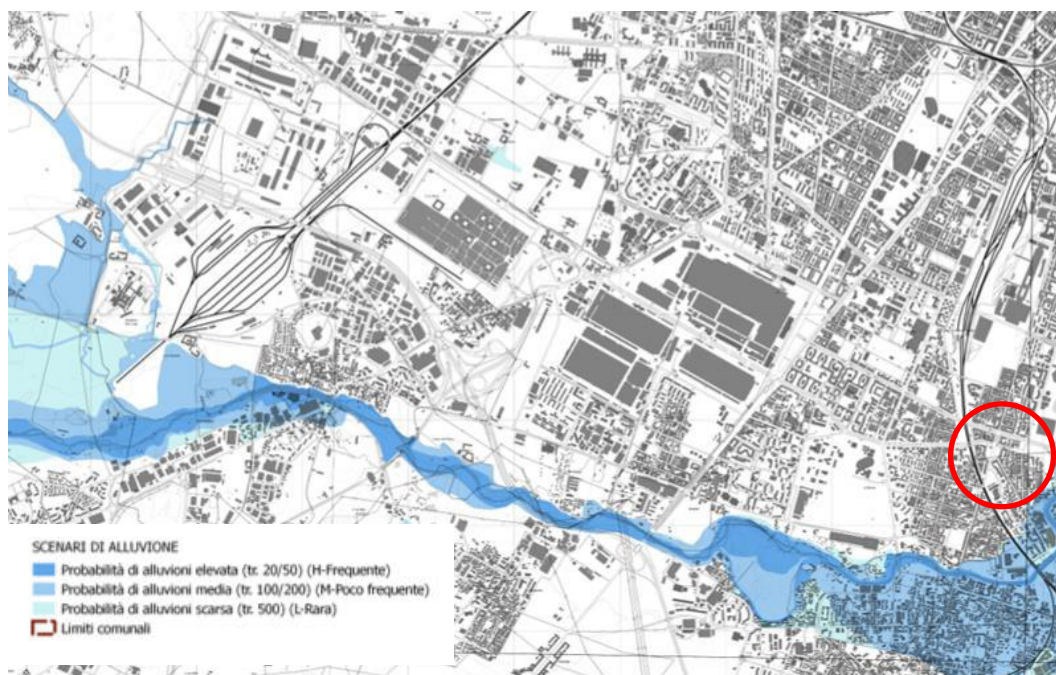 SCENARI DI ALLUVIONE
Probabilità di alluvioni elevata (tr. 20/50) (H-Frequente)
Probabilità di alluvioni media (tr. 100/200) (M-Poco frequente)
Probabilità di alluvioni scarsa (tr. 500) (L-Rara)
Limiti comunali